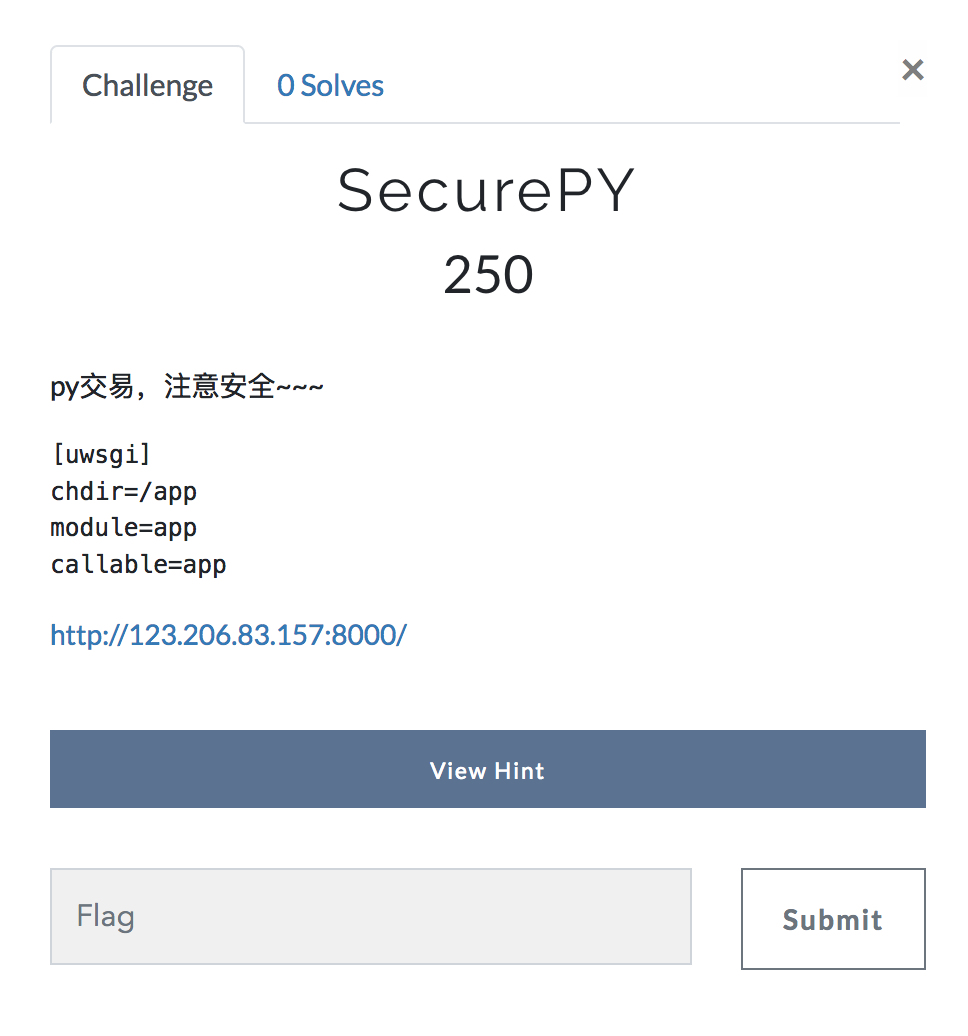 Challenge
0 Solves
×
SecurePY
250
py交易，注意安全~~~
[uwsgi]
chdir=/app
module=app
callable=app
http://123.206.83.157:8000/
View Hint
Flag
Submit